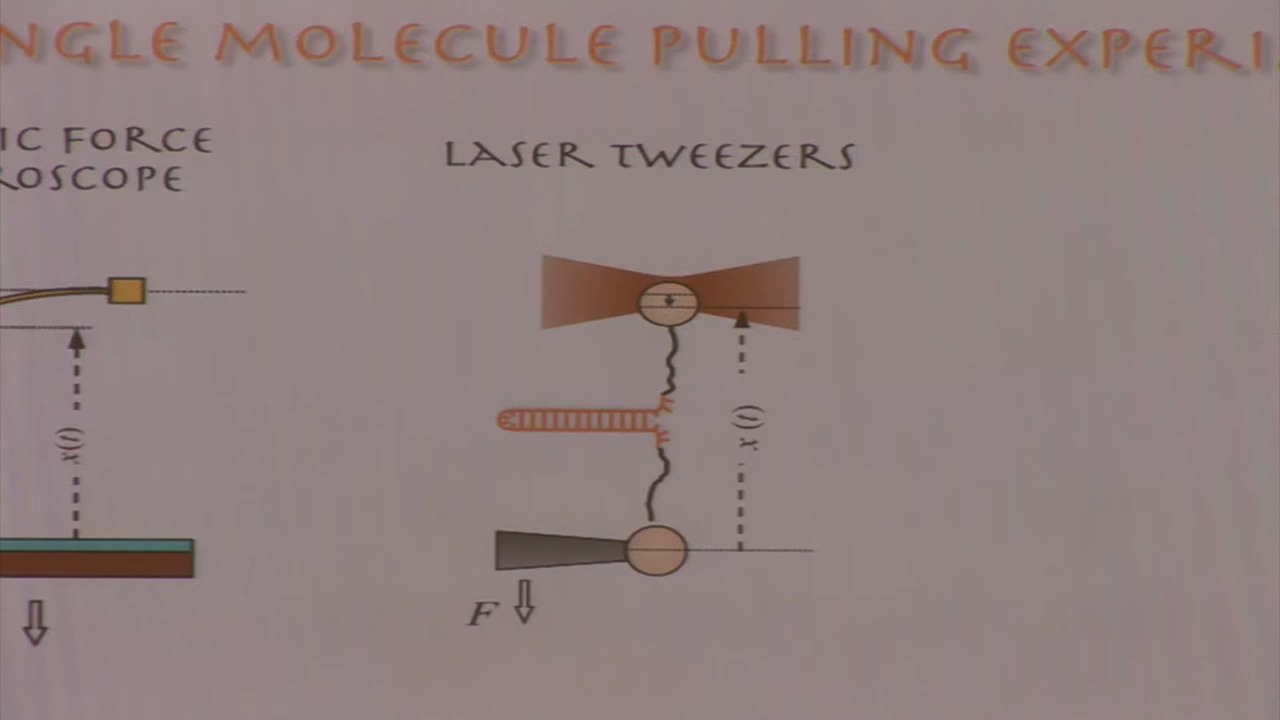 NGLE MOLECULE PULLING EXPERI
IC FORCE
ROSCOPE
LASER TWEEZERS
x(t)
x (t)
F